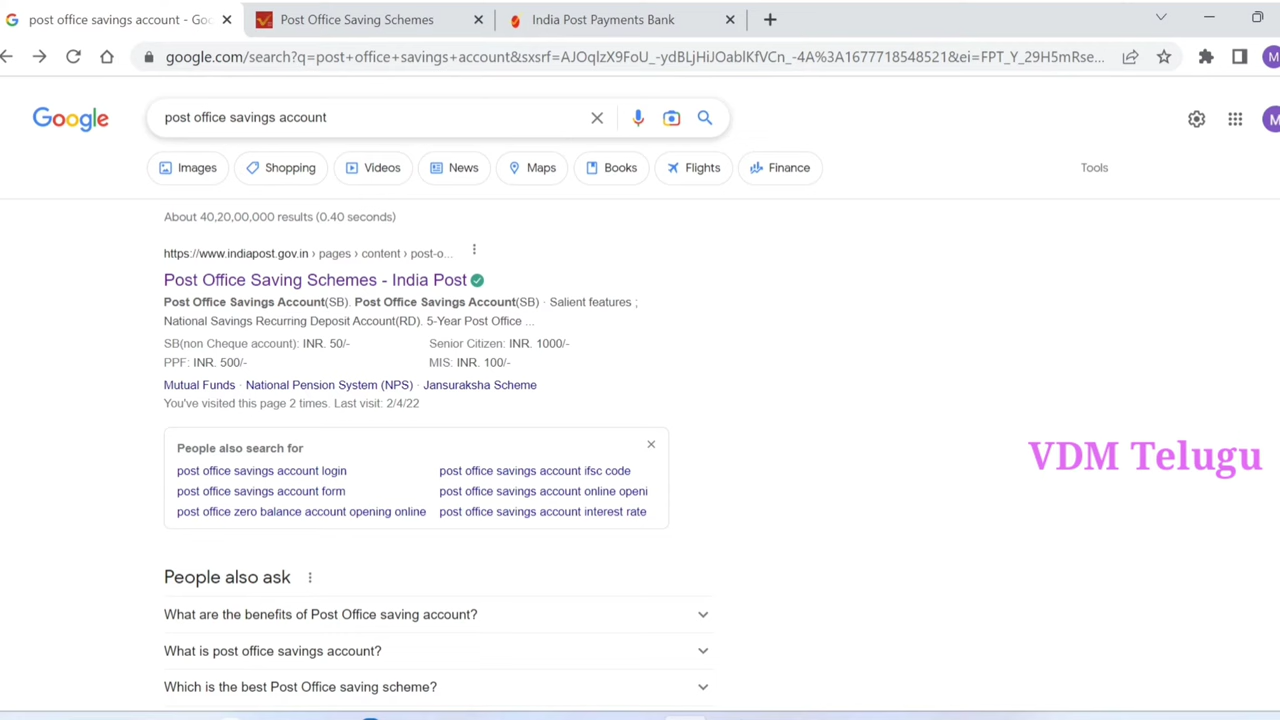 post office savings account - Goo
Post Office Saving Schemes
India Post Payments Bank
google.com/search?q=post+office+savings+account&sxsrf=AJOqlzX9FoU_-ydBLjHiJOablKfVCn_-4A%3A1677718548521&ei=FPT_Y_29H5mRse...
M
Google
post office savings account
M
Images
Shopping
Videos
News
Maps
Books
Flights
Finance
Tools
About 40,20,00,000 results (0.40 seconds)
https://www.indiapost.gov.in › pages › content › post-o...
Post Office Saving Schemes - India Post
Post Office Savings Account(SB). Post Office Savings Account(SB) · Salient features ;
National Savings Recurring Deposit Account(RD). 5-Year Post Office ...
SB(non Cheque account): INR. 50/-
Senior Citizen: INR. 1000/-
PPF: INR. 500/-
MIS: INR. 100/-
Mutual Funds · National Pension System (NPS) · Jansuraksha Scheme
You've visited this page 2 times. Last visit: 2/4/22
People also search for
post office savings account login
post office savings account ifsc code
post office savings account form
post office savings account online openi
post office zero balance account opening online
post office savings account interest rate
VDM Telugu
People also ask
What are the benefits of Post Office saving account?
What is post office savings account?
Which is the best Post Office saving scheme?